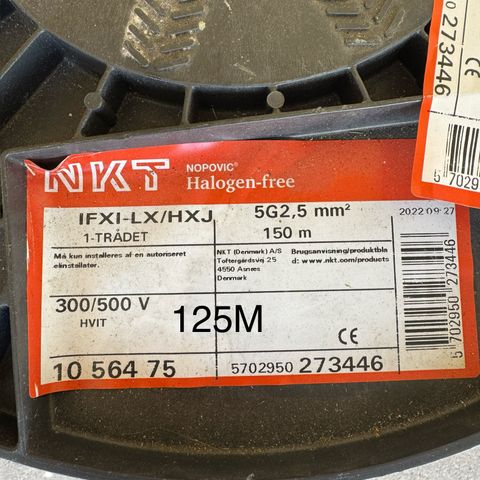 NKT
NOPOVIC®
Halogen-free
IFXI-LX/HXJ
5G2,5 mm²
2022 09 27
1-TRÅDET
150 m
Må kun installeres af en autoriseret
elinstallatør.
NKT (Denmark) A/S
Toftergårdsvej 25
4550 Asnæs
Denmark
Brugsanvisning/produktbla
d: www.nkt.com/products
300/500 V
HVIT
125M
CE
10 564 75
5702950 273446
5 702950 273446
0 273446
5 70295